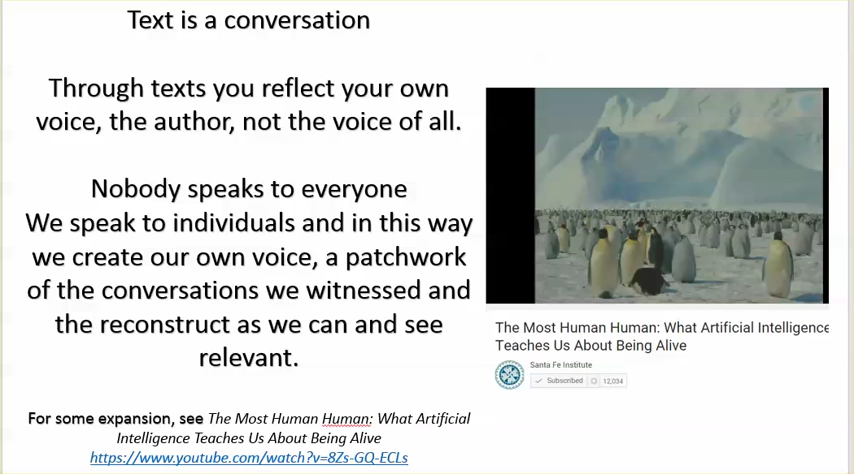 Text is a conversation
Through texts you reflect your own
voice, the author, not the voice of all.
Nobody speaks to everyone
We speak to individuals and in this way
we create our own voice, a patchwork
of the conversations we witnessed and
the reconstruct as we can and see
relevant.
For some expansion, see The Most Human Human: What Artificial
Intelligence Teaches Us About Being Alive
https://www.youtube.com/watch?v=8Zs-GQ-ECLs
The Most Human Human: What Artificial Intelligence
Teaches Us About Being Alive
Santa Fe Institute
Subscribed 12,034